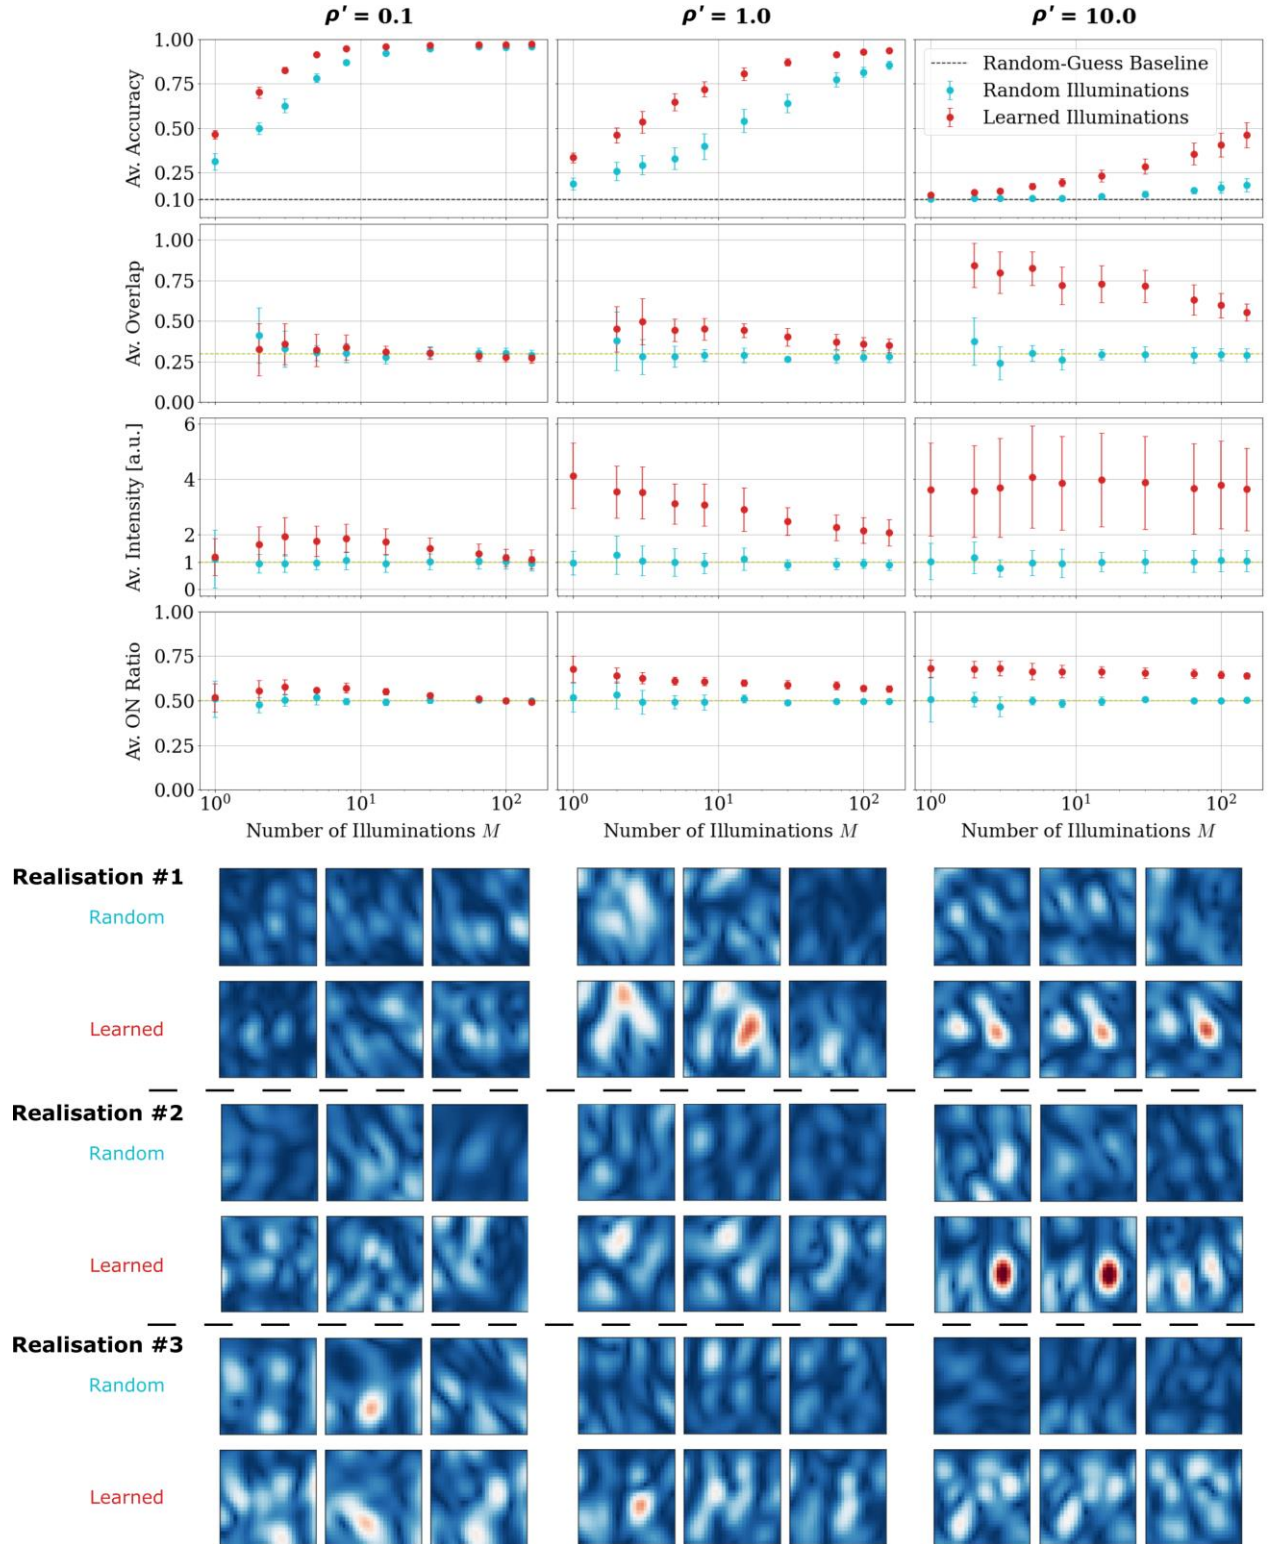 ρ′ = 0.1 ρ′ = 1.0 ρ′ = 10.0
Av. Accuracy
1.00
0.75
0.50
0.25
0.10
Random-Guess Baseline
Random Illuminations
Learned Illuminations
Av. Overlap
1.00
0.75
0.50
0.25
0.00
Av. Intensity [a.u.]
6
4
2
1
0
Av. ON Ratio
1.00
0.75
0.50
0.25
0.00
10⁰ 10¹ 10² 10⁰ 10¹ 10² 10⁰ 10¹ 10²
Number of Illuminations M Number of Illuminations M Number of Illuminations M
Realisation #1
Random
Learned
Realisation #2
Random
Learned
Realisation #3
Random
Learned